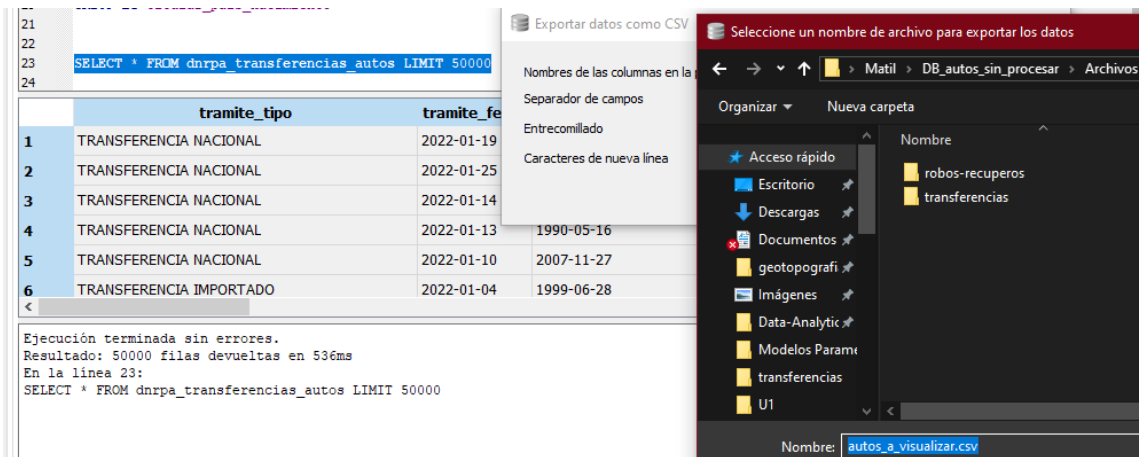 21
22
23 SELECT * FROM dnrpa_transferencias_autos LIMIT 50000
24
tramite_tipo tramite_fe
1 TRANSFERENCIA NACIONAL 2022-01-19
2 TRANSFERENCIA NACIONAL 2022-01-25
3 TRANSFERENCIA NACIONAL 2022-01-14
4 TRANSFERENCIA NACIONAL 2022-01-13 1990-05-16
5 TRANSFERENCIA NACIONAL 2022-01-10 2007-11-27
6 TRANSFERENCIA IMPORTADO 2022-01-04 1999-06-28
Ejecución terminada sin errores.
Resultado: 50000 filas devueltas en 536ms
En la línea 23:
SELECT * FROM dnrpa_transferencias_autos LIMIT 50000
Exportar datos como CSV
Nombres de las columnas en la
Separador de campos
Entrecomillado
Caracteres de nueva línea
Seleccione un nombre de archivo para exportar los datos
Matil > DB_autos_sin_procesar > Archivos
Organizar Nueva carpeta
Nombre
Acceso rápido
Escritorio
Descargas
Documentos
geotopografi
Imágenes
Data-Analytic
Modelos Parame
transferencias
U1
robos-recuperos
transferencias
Nombre: autos_a_visualizar.csv